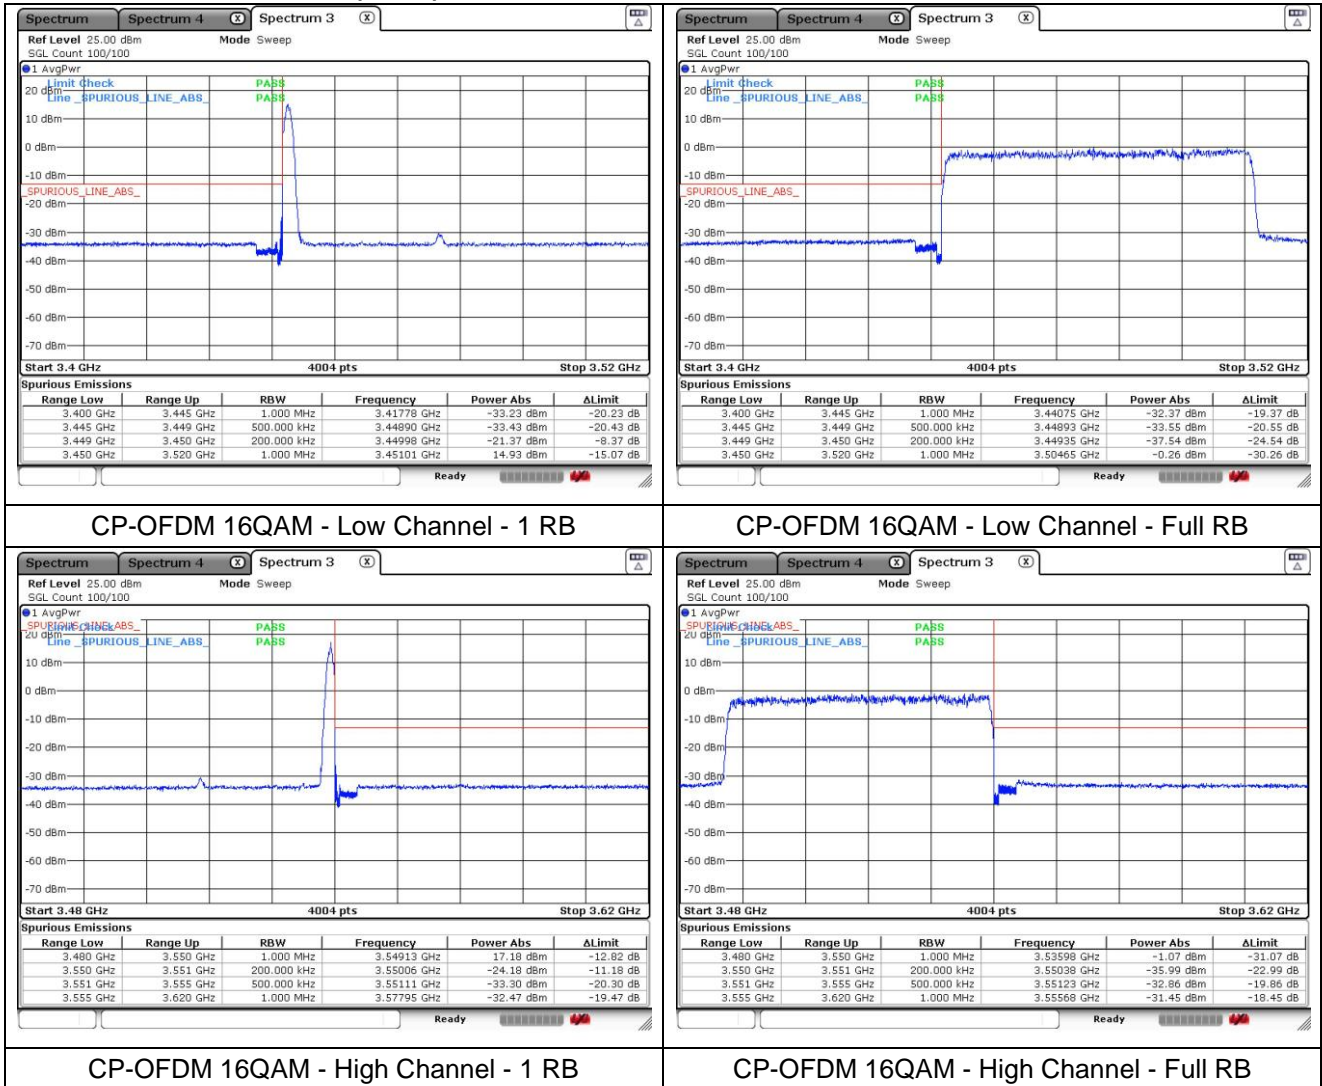 Spectrum Spectrum 4 X Spectrum 3 X
Ref Level 25.00 dBm Mode Sweep
SGL Count 100/100
1 AvgPwr
Limit Check PASS
20 dBm
Line _SPURIOUS_LINE_ABS_ PASS
10 dBm
0 dBm
-10 dBm
_SPURIOUS_LINE_ABS_
-20 dBm
-30 dBm
-40 dBm
-50 dBm
-60 dBm
-70 dBm
Start 3.4 GHz 4004 pts Stop 3.52 GHz
Spurious Emissions
Range Low Range Up RBW Frequency Power Abs ΔLimit
3.400 GHz 3.445 GHz 1.000 MHz 3.41778 GHz -33.23 dBm -20.23 dB
3.445 GHz 3.449 GHz 500.000 kHz 3.44890 GHz -33.43 dBm -20.43 dB
3.449 GHz 3.450 GHz 200.000 kHz 3.44998 GHz -21.37 dBm -8.37 dB
3.450 GHz 3.520 GHz 1.000 MHz 3.45101 GHz 14.93 dBm -15.07 dB
Ready
CP-OFDM 16QAM - Low Channel - 1 RB
Spectrum Spectrum 4 X Spectrum 3 X
Ref Level 25.00 dBm Mode Sweep
SGL Count 100/100
1 AvgPwr
Limit Check PASS
20 dBm
Line _SPURIOUS_LINE_ABS_ PASS
10 dBm
0 dBm
-10 dBm
_SPURIOUS_LINE_ABS_
-20 dBm
-30 dBm
-40 dBm
-50 dBm
-60 dBm
-70 dBm
Start 3.4 GHz 4004 pts Stop 3.52 GHz
Spurious Emissions
Range Low Range Up RBW Frequency Power Abs ΔLimit
3.400 GHz 3.445 GHz 1.000 MHz 3.44075 GHz -32.37 dBm -19.37 dB
3.445 GHz 3.449 GHz 500.000 kHz 3.44893 GHz -33.55 dBm -20.55 dB
3.449 GHz 3.450 GHz 200.000 kHz 3.44935 GHz -37.54 dBm -24.54 dB
3.450 GHz 3.520 GHz 1.000 MHz 3.50465 GHz -0.26 dBm -30.26 dB
Ready
CP-OFDM 16QAM - Low Channel - Full RB
Spectrum Spectrum 4 X Spectrum 3 X
Ref Level 25.00 dBm Mode Sweep
SGL Count 100/100
1 AvgPwr
_SPURIOUS_LINE_ABS_
Limit Check PASS
20 dBm
Line _SPURIOUS_LINE_ABS_ PASS
10 dBm
0 dBm
-10 dBm
-20 dBm
-30 dBm
-40 dBm
-50 dBm
-60 dBm
-70 dBm
Start 3.48 GHz 4004 pts Stop 3.62 GHz
Spurious Emissions
Range Low Range Up RBW Frequency Power Abs ΔLimit
3.480 GHz 3.550 GHz 1.000 MHz 3.54913 GHz 17.18 dBm -12.82 dB
3.550 GHz 3.551 GHz 200.000 kHz 3.55006 GHz -24.18 dBm -11.18 dB
3.551 GHz 3.555 GHz 500.000 kHz 3.55111 GHz -33.30 dBm -20.30 dB
3.555 GHz 3.620 GHz 1.000 MHz 3.57795 GHz -32.47 dBm -19.47 dB
Ready
CP-OFDM 16QAM - High Channel - 1 RB
Spectrum Spectrum 4 X Spectrum 3 X
Ref Level 25.00 dBm Mode Sweep
SGL Count 100/100
1 AvgPwr
_SPURIOUS_LINE_ABS_
Limit Check PASS
20 dBm
Line _SPURIOUS_LINE_ABS_ PASS
10 dBm
0 dBm
-10 dBm
-20 dBm
-30 dBm
-40 dBm
-50 dBm
-60 dBm
-70 dBm
Start 3.48 GHz 4004 pts Stop 3.62 GHz
Spurious Emissions
Range Low Range Up RBW Frequency Power Abs ΔLimit
3.480 GHz 3.550 GHz 1.000 MHz 3.53598 GHz -1.07 dBm -31.07 dB
3.550 GHz 3.551 GHz 200.000 kHz 3.55038 GHz -35.99 dBm -22.99 dB
3.551 GHz 3.555 GHz 500.000 kHz 3.55123 GHz -32.86 dBm -19.86 dB
3.555 GHz 3.620 GHz 1.000 MHz 3.55568 GHz -31.45 dBm -18.45 dB
Ready
CP-OFDM 16QAM - High Channel - Full RB